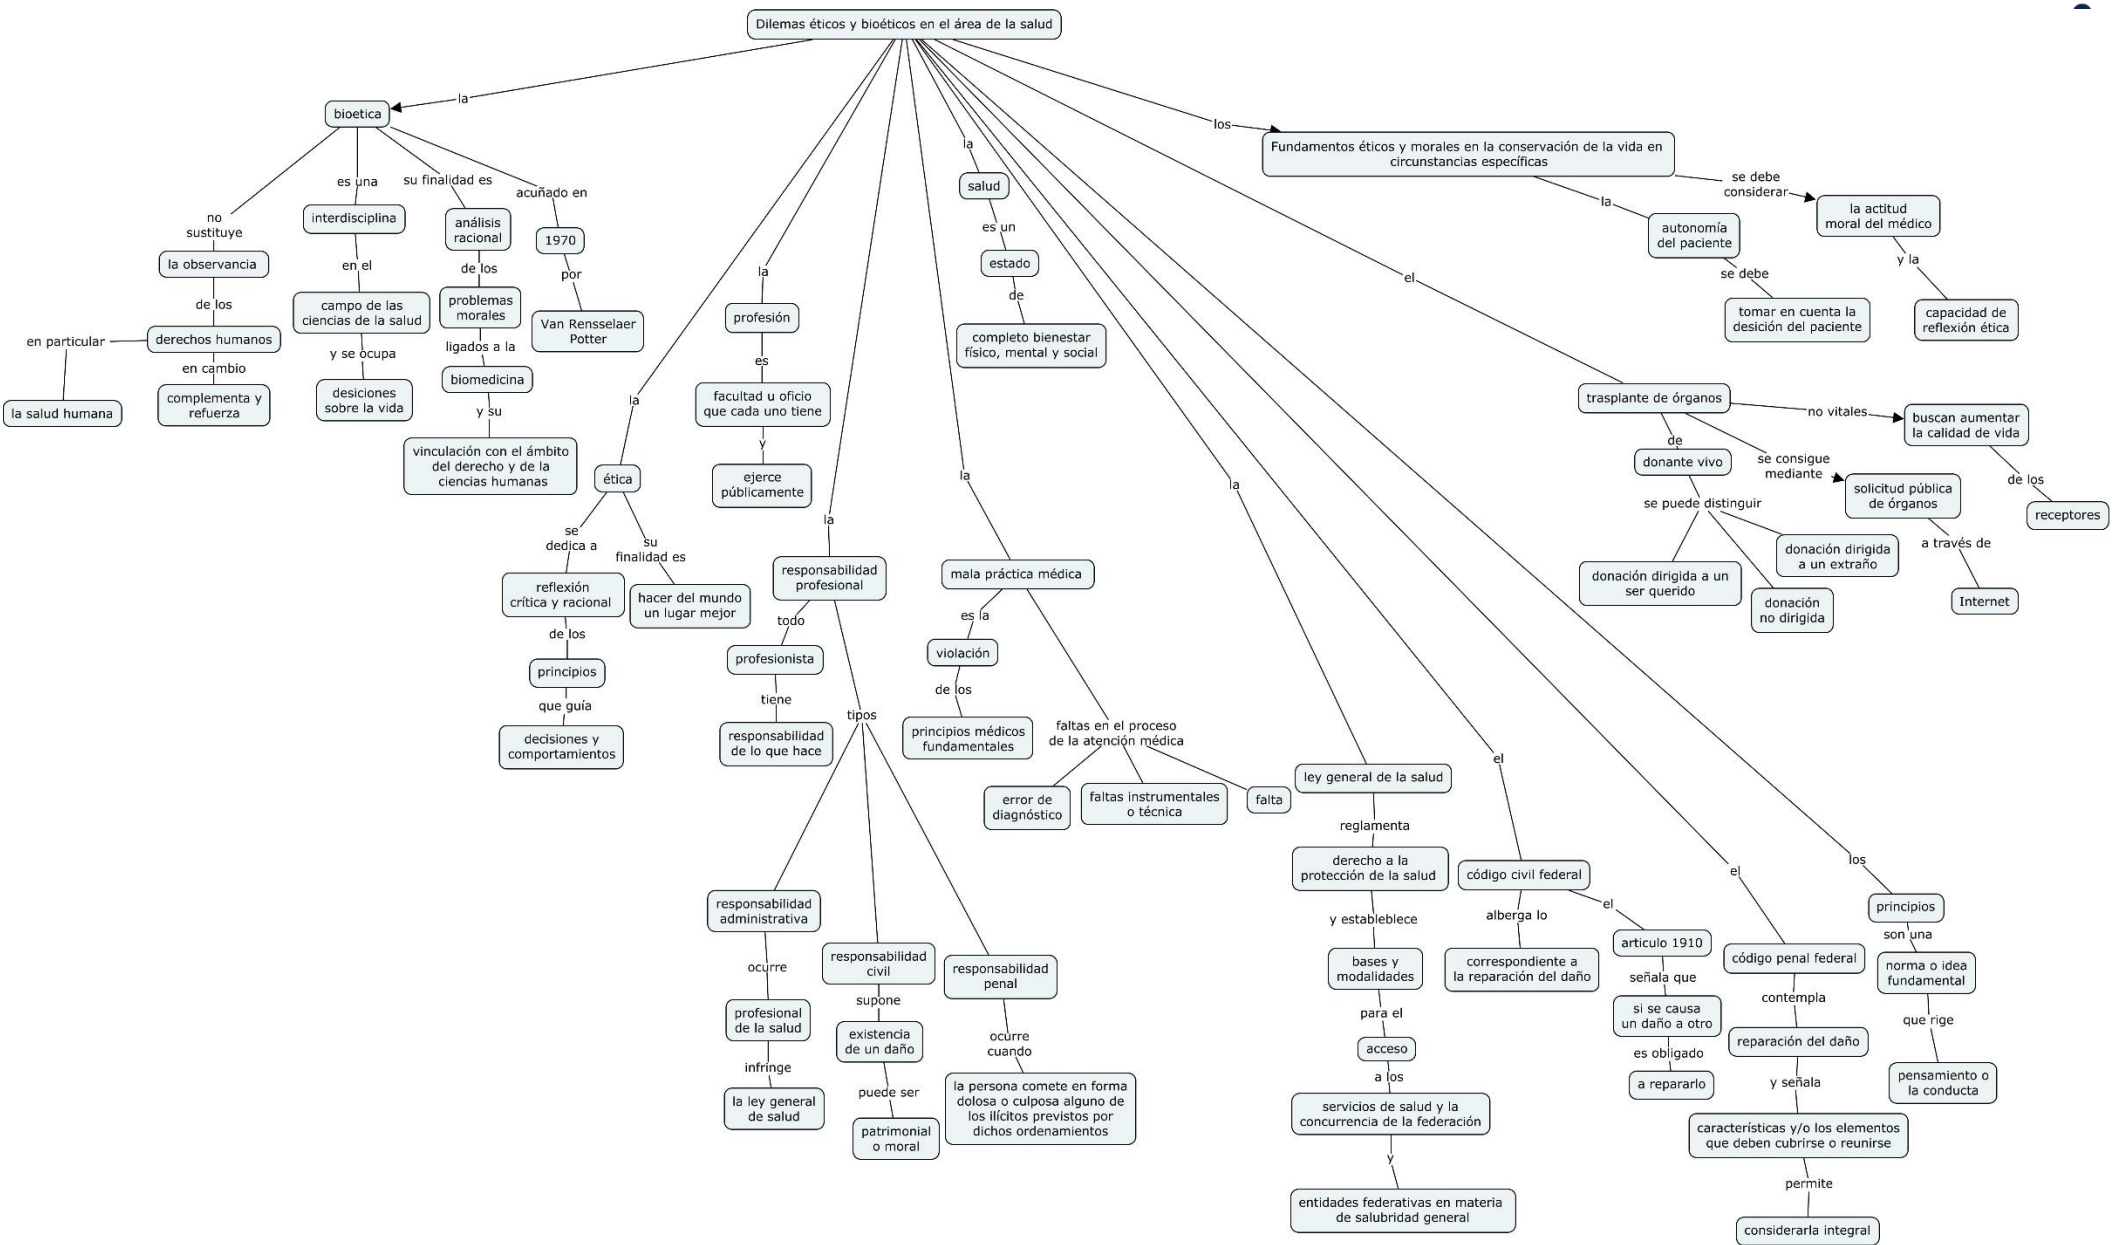 Dilemas éticos y bioéticos en el área de la salud
la
bioetica
no
sustituye
la observancia
de los
derechos humanos
en particular
la salud humana
en cambio
complementa y
refuerza
es una
interdisciplina
en el
campo de las
ciencias de la salud
y se ocupa
desiciones
sobre la vida
su finalidad es
análisis
racional
de los
problemas
morales
ligados a la
biomedicina
y su
vinculación con el ámbito
del derecho y de la
ciencias humanas
acuñado en
1970
por
Van Rensselaer
Potter
la
ética
se
dedica a
reflexión
crítica y racional
de los
principios
que guía
decisiones y
comportamientos
su
finalidad es
hacer del mundo
un lugar mejor
la
profesión
es
facultad u oficio
que cada uno tiene
y
ejerce
públicamente
la
responsabilidad
profesional
todo
profesionista
tiene
responsabilidad
de lo que hace
tipos
responsabilidad
administrativa
ocurre
profesional
de la salud
infringe
la ley general
de salud
responsabilidad
civil
supone
existencia
de un daño
puede ser
patrimonial
o moral
responsabilidad
penal
ocurre
cuando
la persona comete en forma
dolosa o culposa alguno de
los ilícitos previstos por
dichos ordenamientos
la
mala práctica médica
es la
violación
de los
principios médicos
fundamentales
faltas en el proceso
de la atención médica
error de
diagnóstico
faltas instrumentales
o técnica
falta
la
salud
es un
estado
de
completo bienestar
físico, mental y social
la
ley general de la salud
reglamenta
derecho a la
protección de la salud
y estableblece
bases y
modalidades
para el
acceso
a los
servicios de salud y la
concurrencia de la federación
y
entidades federativas en materia
de salubridad general
el
código civil federal
alberga lo
correspondiente a
la reparación del daño
el
articulo 1910
señala que
si se causa
un daño a otro
es obligado
a repararlo
el
código penal federal
contempla
reparación del daño
y señala
características y/o los elementos
que deben cubrirse o reunirse
permite
considerarla integral
los
principios
son una
norma o idea
fundamental
que rige
pensamiento o
la conducta
el
trasplante de órganos
de
donante vivo
se puede distinguir
donación dirigida a un
ser querido
donación
no dirigida
donación dirigida
a un extraño
se consigue
mediante
solicitud pública
de órganos
a través de
Internet
no vitales
buscan aumentar
la calidad de vida
de los
receptores
los
Fundamentos éticos y morales en la conservación de la vida en
circunstancias específicas
la
autonomía
del paciente
se debe
tomar en cuenta la
desición del paciente
se debe
considerar
la actitud
moral del médico
y la
capacidad de
reflexión ética